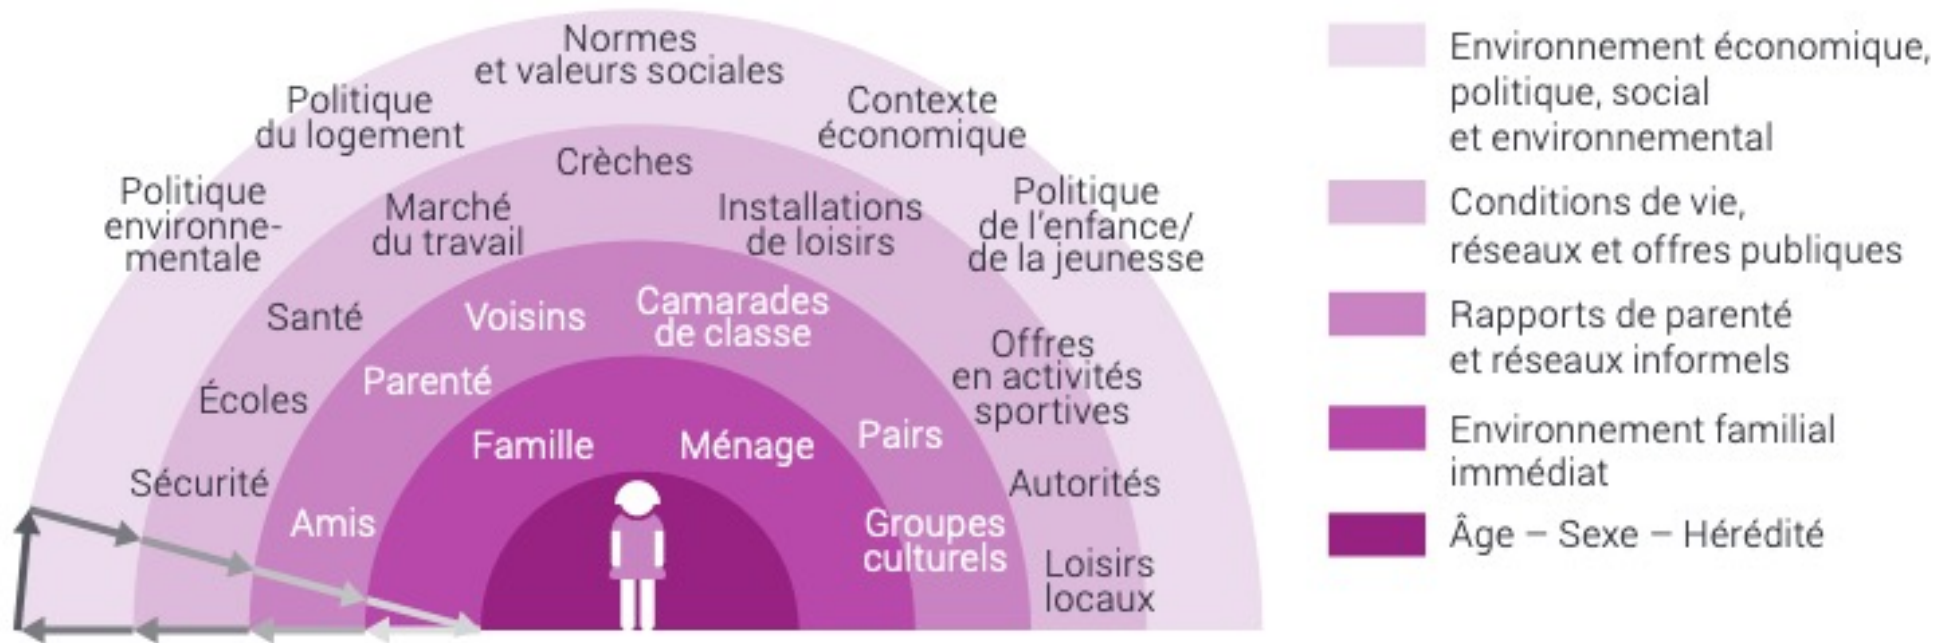 Normes
et valeurs sociales
Politique
du logement
Contexte
économique
Politique
environne-
mentale
Crèches
Marché
du travail
Installations
de loisirs
Politique
de l'enfance/
de la jeunesse
Santé
Voisins
Camarades
de classe
Offres
en activités
sportives
Écoles
Parenté
Famille
Ménage
Pairs
Sécurité
Autorités
Amis
Groupes
culturels
Loisirs
locaux
Environnement économique,
politique, social
et environnemental
Conditions de vie,
réseaux et offres publiques
Rapports de parenté
et réseaux informels
Environnement familial
immédiat
Âge – Sexe – Hérédité